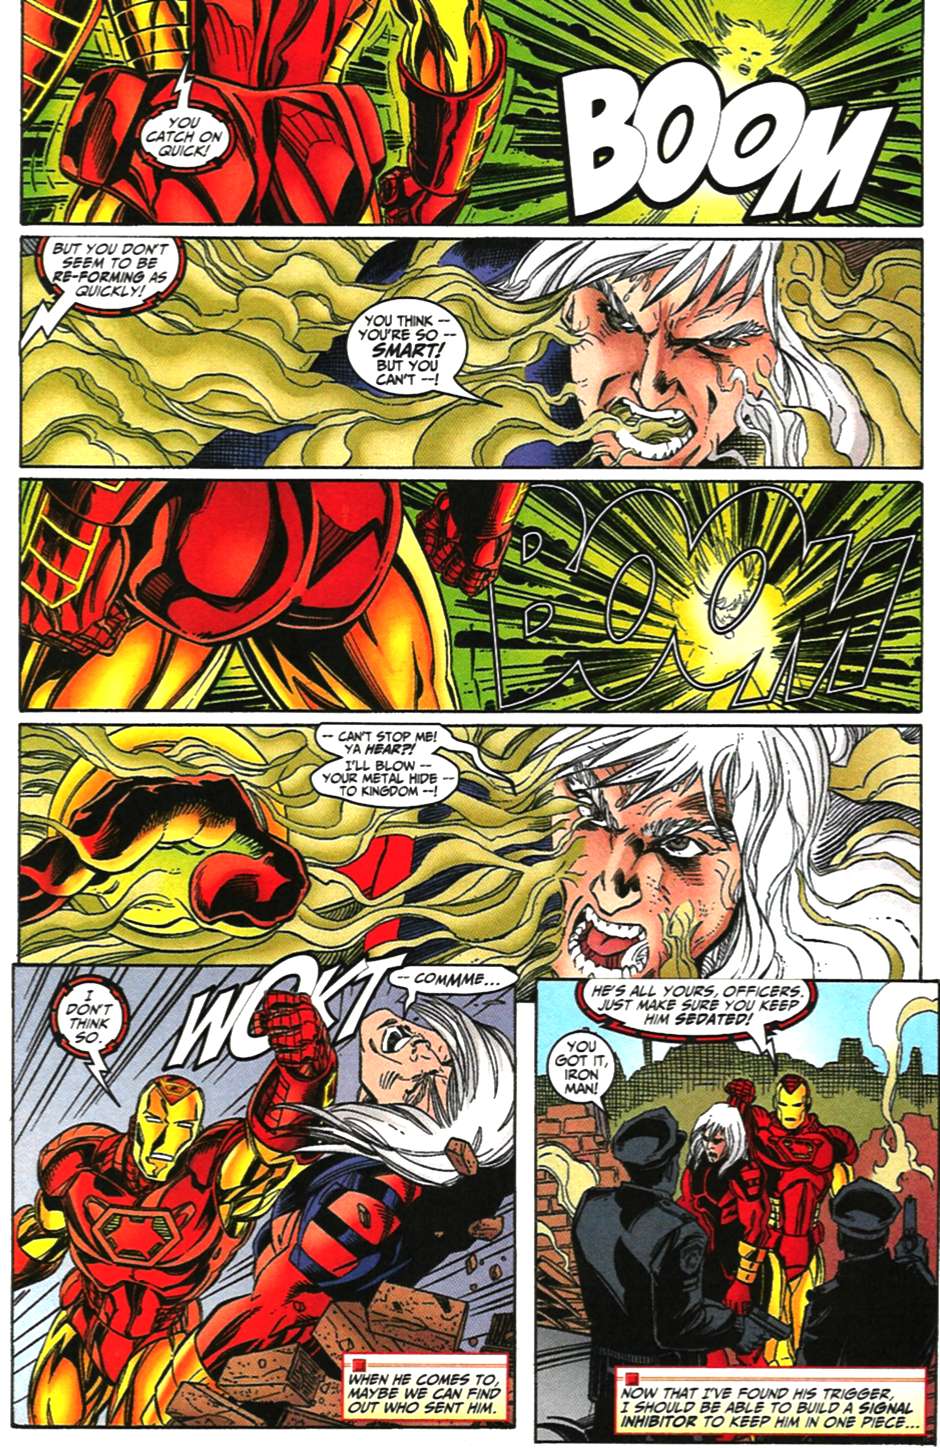 YOU
CATCH ON
QUICK!
BOOM
BUT YOU DON'T
SEEM TO BE
RE-FORMING AS
QUICKLY!
YOU THINK --
YOU'RE SO --
SMART!
BUT YOU
CAN'T --!
BOOM
-- CAN'T STOP ME!
YA HEAR?!
I'LL BLOW --
YOUR METAL HIDE --
TO KINGDOM --!
I
DON'T
THINK
SO.
WOKT
-- COMMME...
WHEN HE COMES TO,
MAYBE WE CAN FIND
OUT WHO SENT HIM.
HE'S ALL YOURS, OFFICERS.
JUST MAKE SURE YOU KEEP
HIM SEDATED!
YOU
GOT IT,
IRON
MAN!
NOW THAT I'VE FOUND HIS TRIGGER,
I SHOULD BE ABLE TO BUILD A SIGNAL
INHIBITOR TO KEEP HIM IN ONE PIECE...